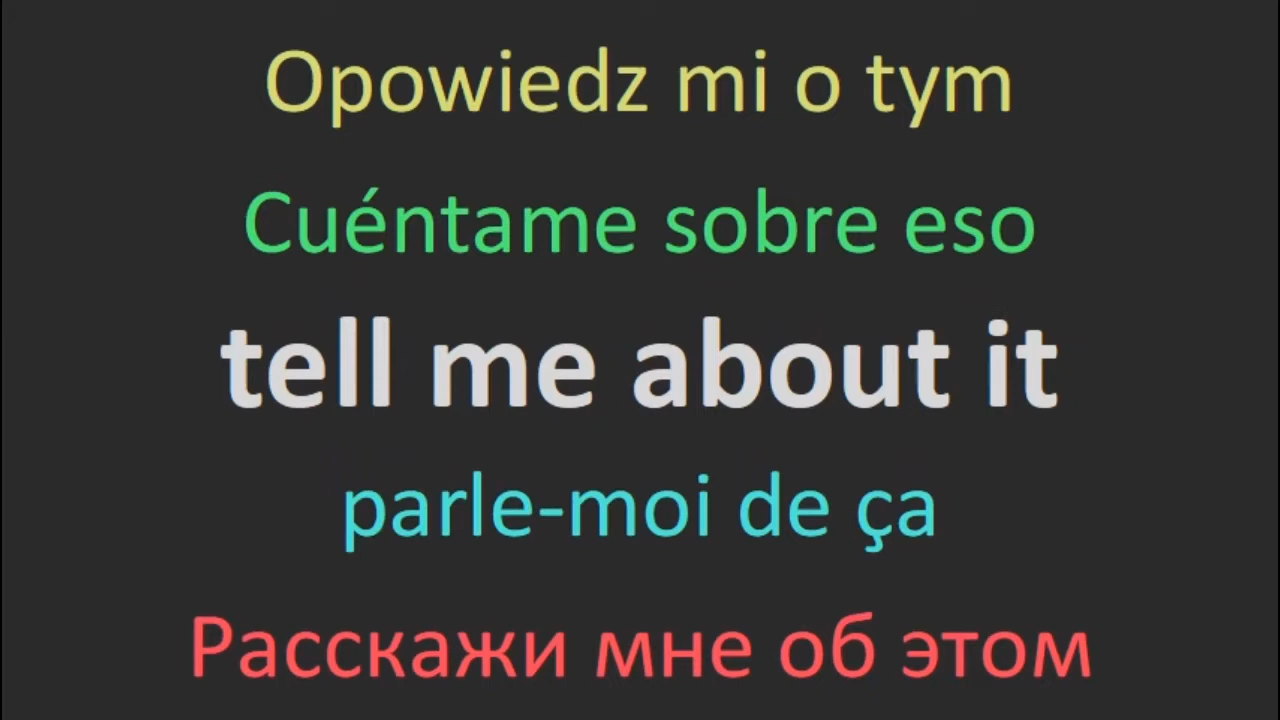 Opowiedz mi o tym
Cuéntame sobre eso
tell me about it
parle-moi de ça
Расскажи мне об этом